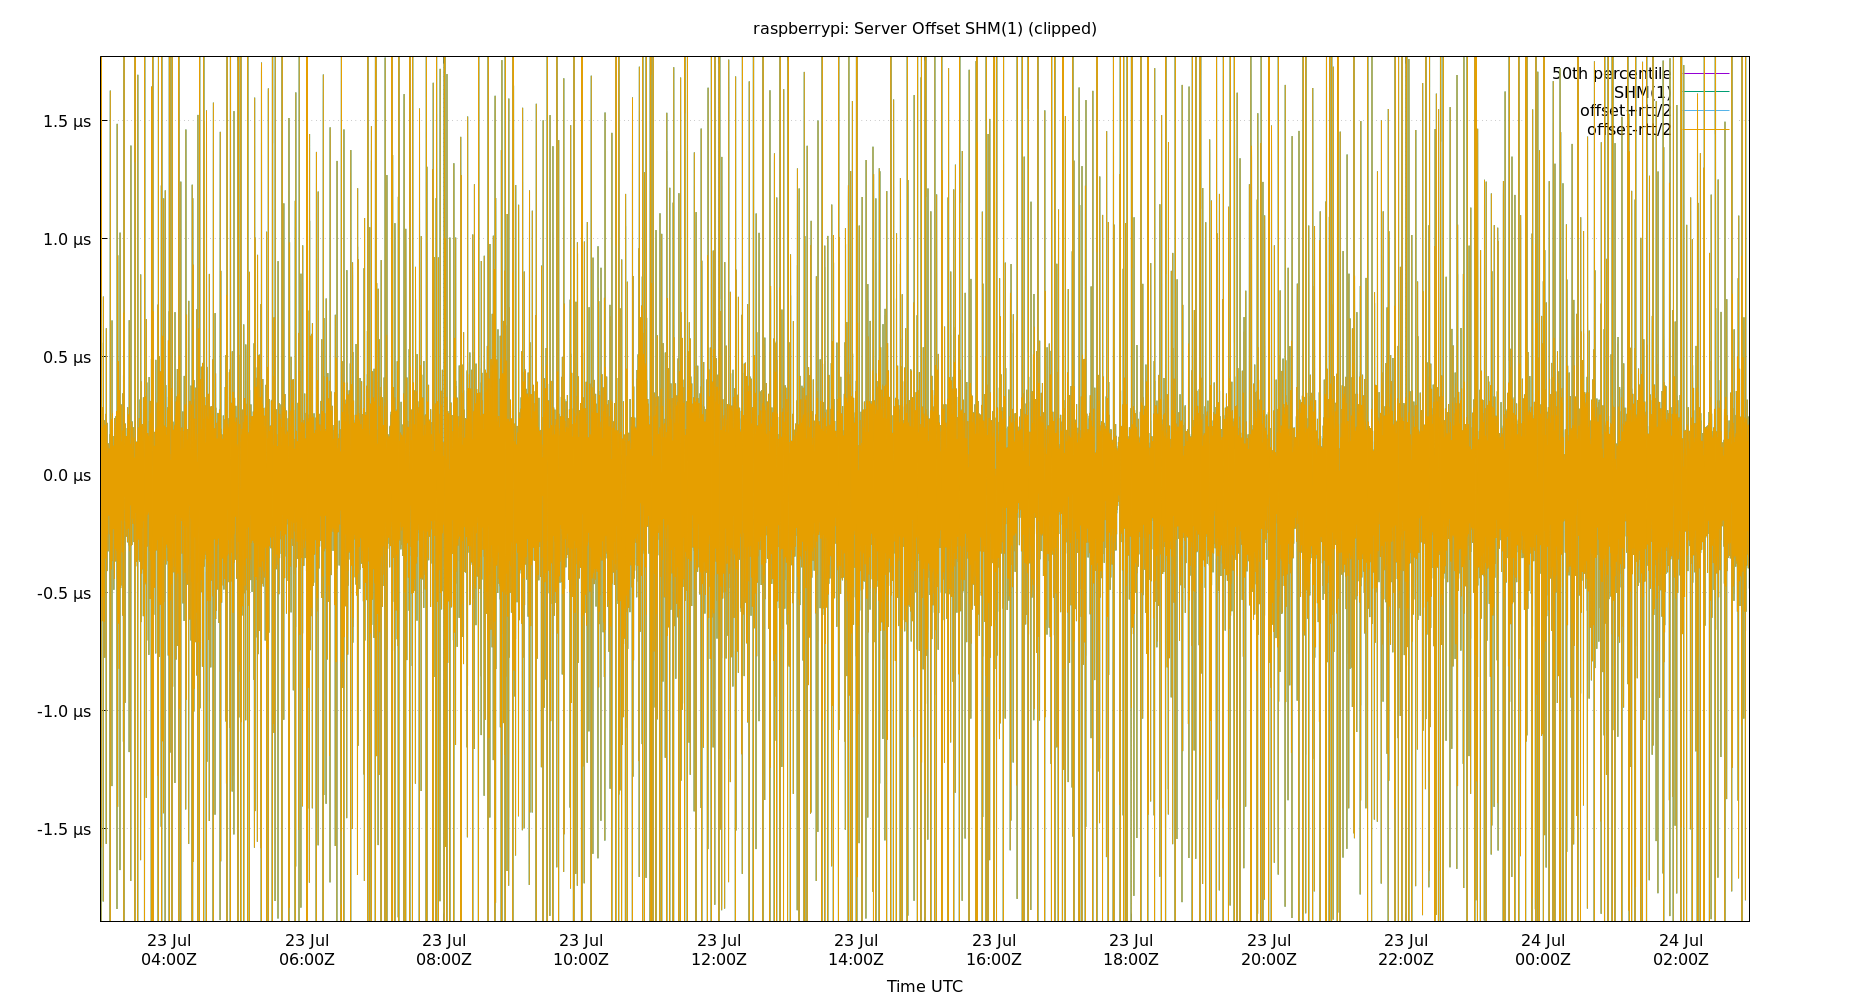 raspberrypi: Server Offset SHM(1) (clipped)
50th percentile
SHM(1)
offset+rtt/2
offset-rtt/2
1.5 µs
1.0 µs
0.5 µs
0.0 µs
-0.5 µs
-1.0 µs
-1.5 µs
23 Jul 23 Jul 23 Jul 23 Jul 23 Jul 23 Jul 23 Jul 23 Jul 23 Jul 23 Jul 24 Jul 24 Jul
04:00Z 06:00Z 08:00Z 10:00Z 12:00Z 14:00Z 16:00Z 18:00Z 20:00Z 22:00Z 00:00Z 02:00Z
Time UTC